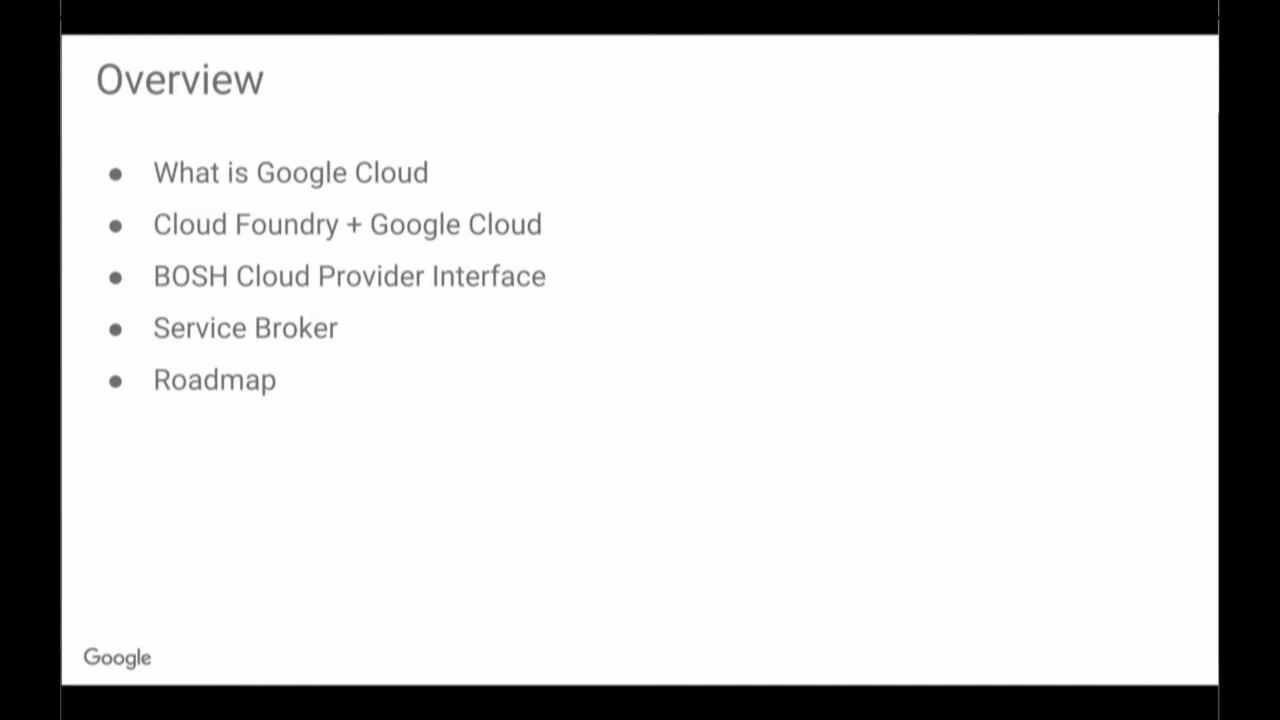 Overview
● What is Google Cloud
● Cloud Foundry + Google Cloud
● BOSH Cloud Provider Interface
● Service Broker
● Roadmap
Google